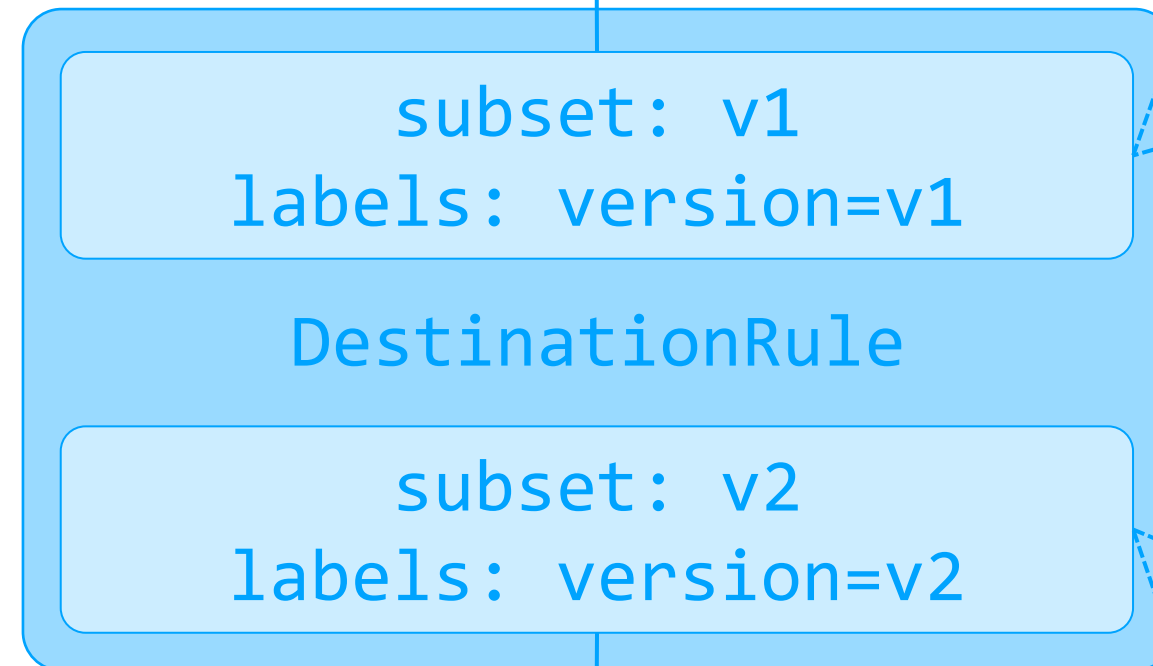 subset: v1
labels: version=v1
DestinationRule
subset: v2
labels: version=v2